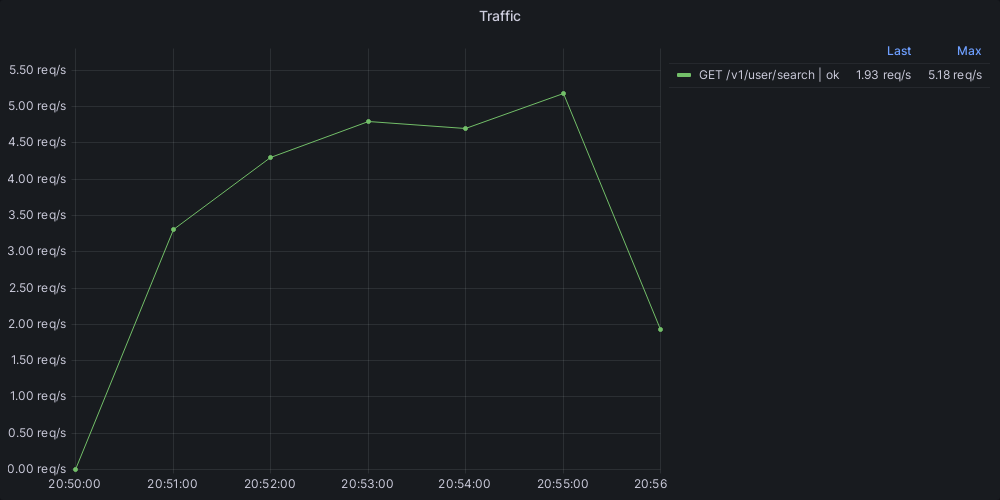 Traffic
Last Max
GET /v1/user/search | ok 1.93 req/s 5.18 req/s
5.50 req/s
5.00 req/s
4.50 req/s
4.00 req/s
3.50 req/s
3.00 req/s
2.50 req/s
2.00 req/s
1.50 req/s
1.00 req/s
0.50 req/s
0.00 req/s
20:50:00 20:51:00 20:52:00 20:53:00 20:54:00 20:55:00 20:56